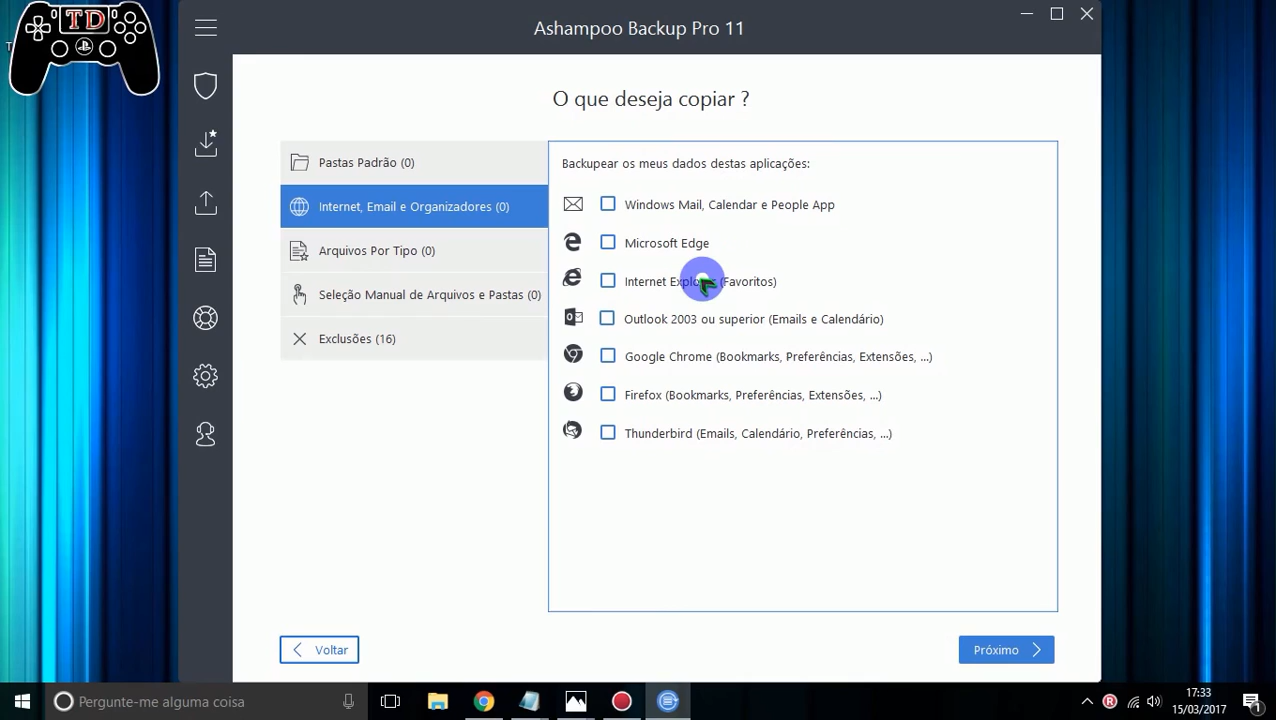 TD
Ashampoo Backup Pro 11
O que deseja copiar ?
Pastas Padrão (0)
Internet, Email e Organizadores (0)
Arquivos Por Tipo (0)
Seleção Manual de Arquivos e Pastas (0)
Exclusões (16)
Backupear os meus dados destas aplicações:
Windows Mail, Calendar e People App
Microsoft Edge
Internet Explorer (Favoritos)
Outlook 2003 ou superior (Emails e Calendário)
Google Chrome (Bookmarks, Preferências, Extensões, ...)
Firefox (Bookmarks, Preferências, Extensões, ...)
Thunderbird (Emails, Calendário, Preferências, ...)
Voltar
Próximo
Pergunte-me alguma coisa
17:33
15/03/2017